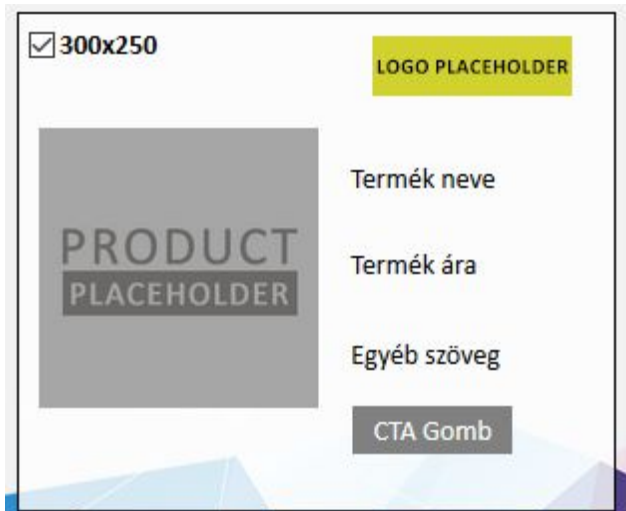 300x250
LOGO PLACEHOLDER
Termék neve
PRODUCT
PLACEHOLDER
Termék ára
Egyéb szöveg
CTA Gomb